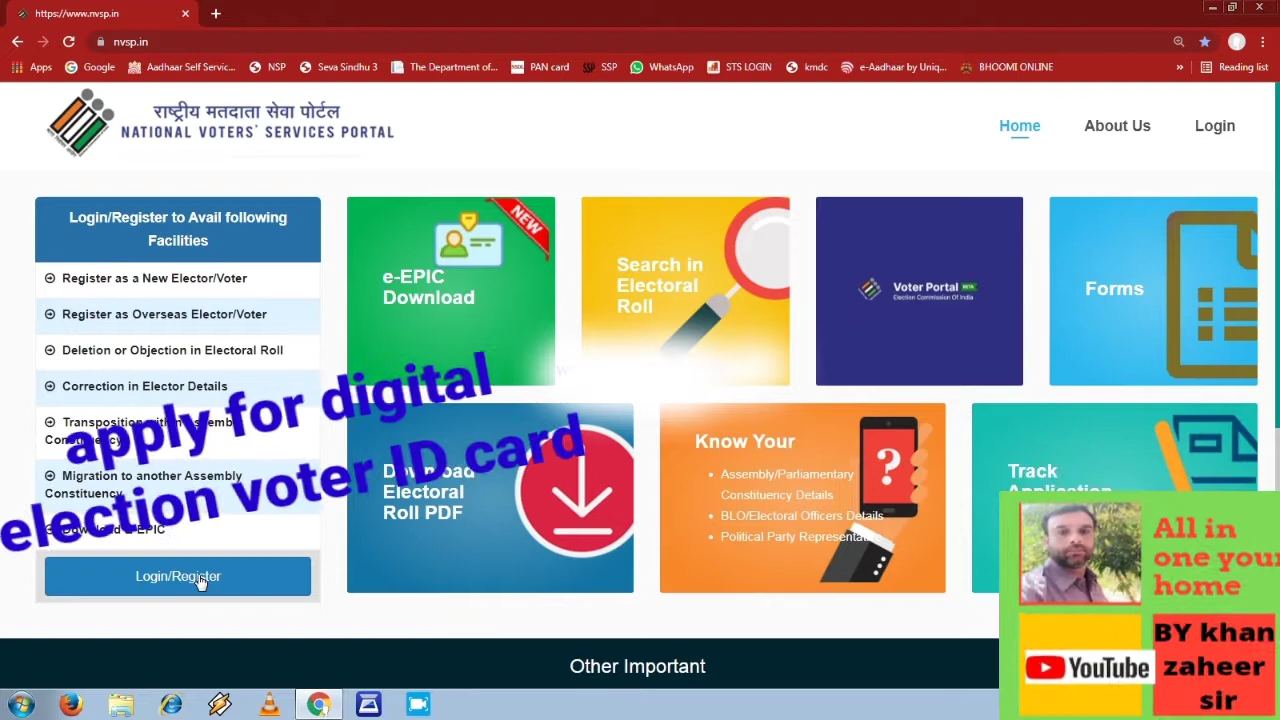 https://www.nvsp.in
nvsp.in
Apps
Google
Aadhaar Self Servic...
NSP
Seva Sindhu 3
The Department of...
PAN card
SSP
WhatsApp
STS LOGIN
kmdc
e-Aadhaar by Uniq...
BHOOMI ONLINE
»
Reading list
राष्ट्रीय मतदाता सेवा पोर्टल
NATIONAL VOTERS' SERVICES PORTAL
Home
About Us
Login
Login/Register to Avail following
Facilities
Register as a New Elector/Voter
Register as Overseas Elector/Voter
Deletion or Objection in Electoral Roll
Correction in Elector Details
Migration to another Assembly
Constituency
Login/Register
e-EPIC
Download
NEW
Search in
Electoral
Roll
Voter Portal BETA
Election Commission Of India
Forms
apply for digital
election voter ID card
Download
Electoral
Roll PDF
Know Your
Assembly/Parliamentary
Constituency Details
BLO/Electoral Officers Details
Political Party Representative
?
Track
Application
Other Important
All in
one your
home
YouTube
BY khan
zaheer
sir